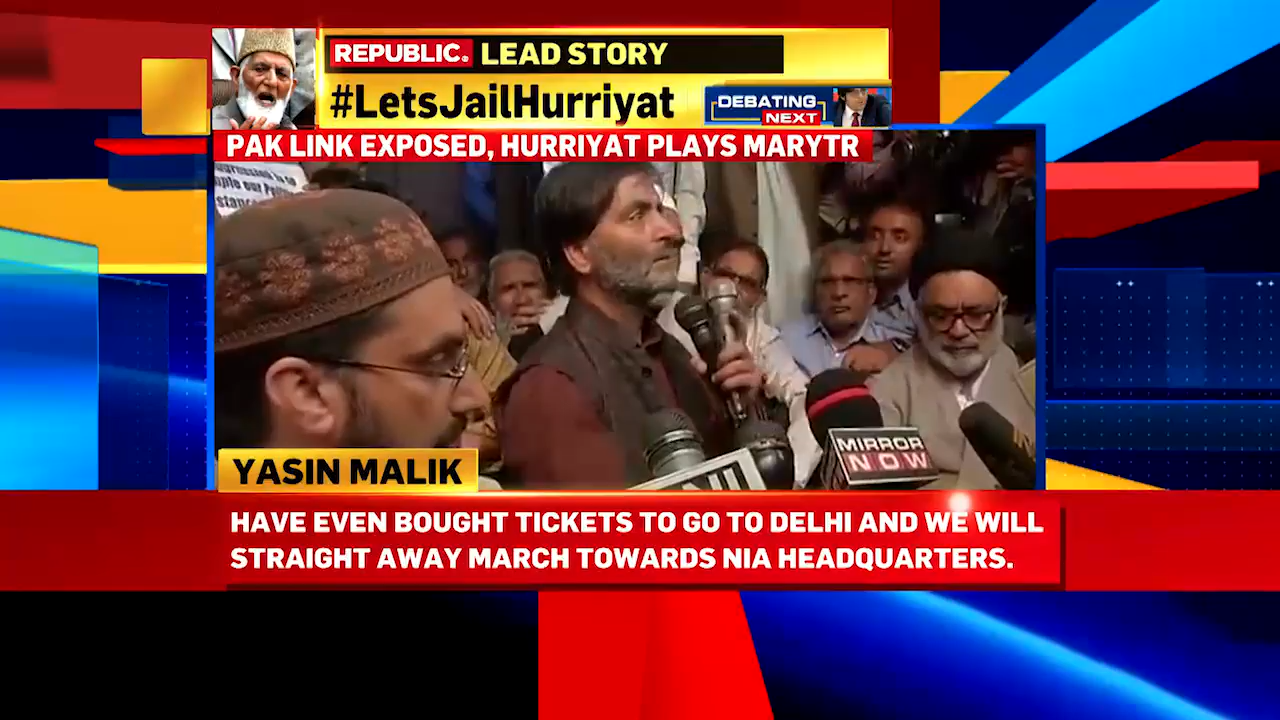 REPUBLIC. LEAD STORY
#LetsJailHurriyat
DEBATING
NEXT
PAK LINK EXPOSED, HURRIYAT PLAYS MARYTR
our
MIRROR
NOW
YASIN MALIK
HAVE EVEN BOUGHT TICKETS TO GO TO DELHI AND WE WILL
STRAIGHT AWAY MARCH TOWARDS NIA HEADQUARTERS.